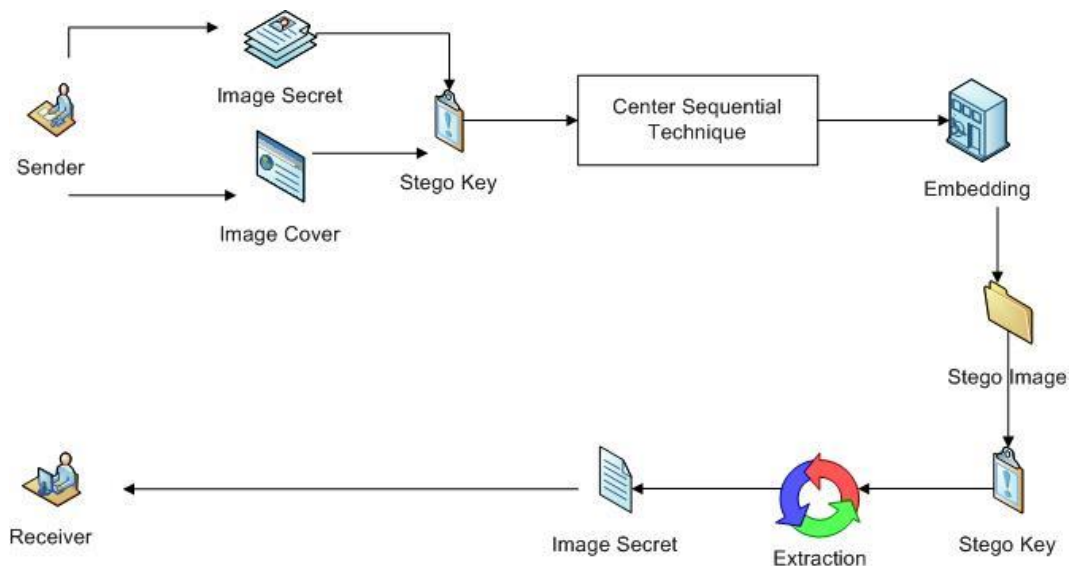 Image Secret
Center Sequential
Technique
Sender
Stego Key
Embedding
Image Cover
Stego Image
Receiver
Image Secret
Extraction
Stego Key